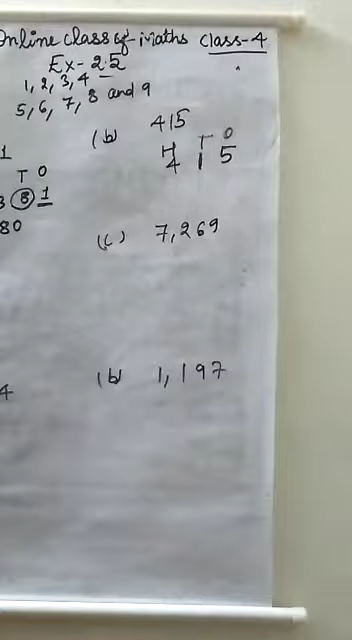 Online class of Maths class-4
Ex-2.5
1, 2, 3, 4
5, 6, 7, 8 and 9
(b) 415
1
H T O
4 1 5
T O
8 1
80
(c) 7,269
(b) 1,197
4